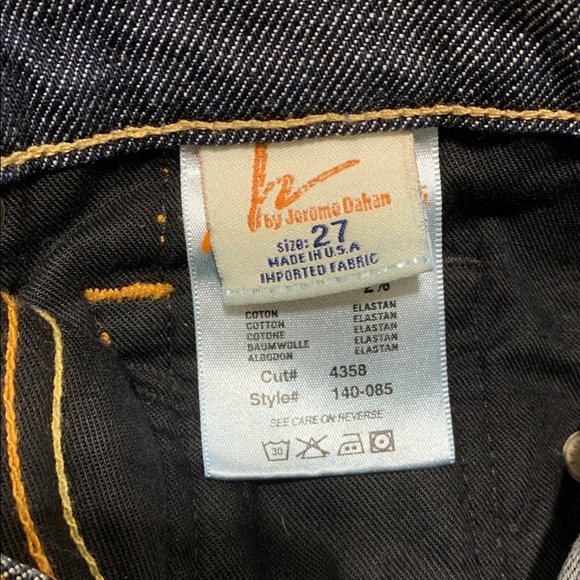 by Jerome Dahan
size: 27
MADE IN U.S.A
IMPORTED FABRIC
2%
COTON ELASTAN
COTTON ELASTAN
COTONE ELASTAN
BAUMWOLLE ELASTAN
ALGODON ELASTAN
Cut# 4358
Style# 140-085
SEE CARE ON REVERSE
30